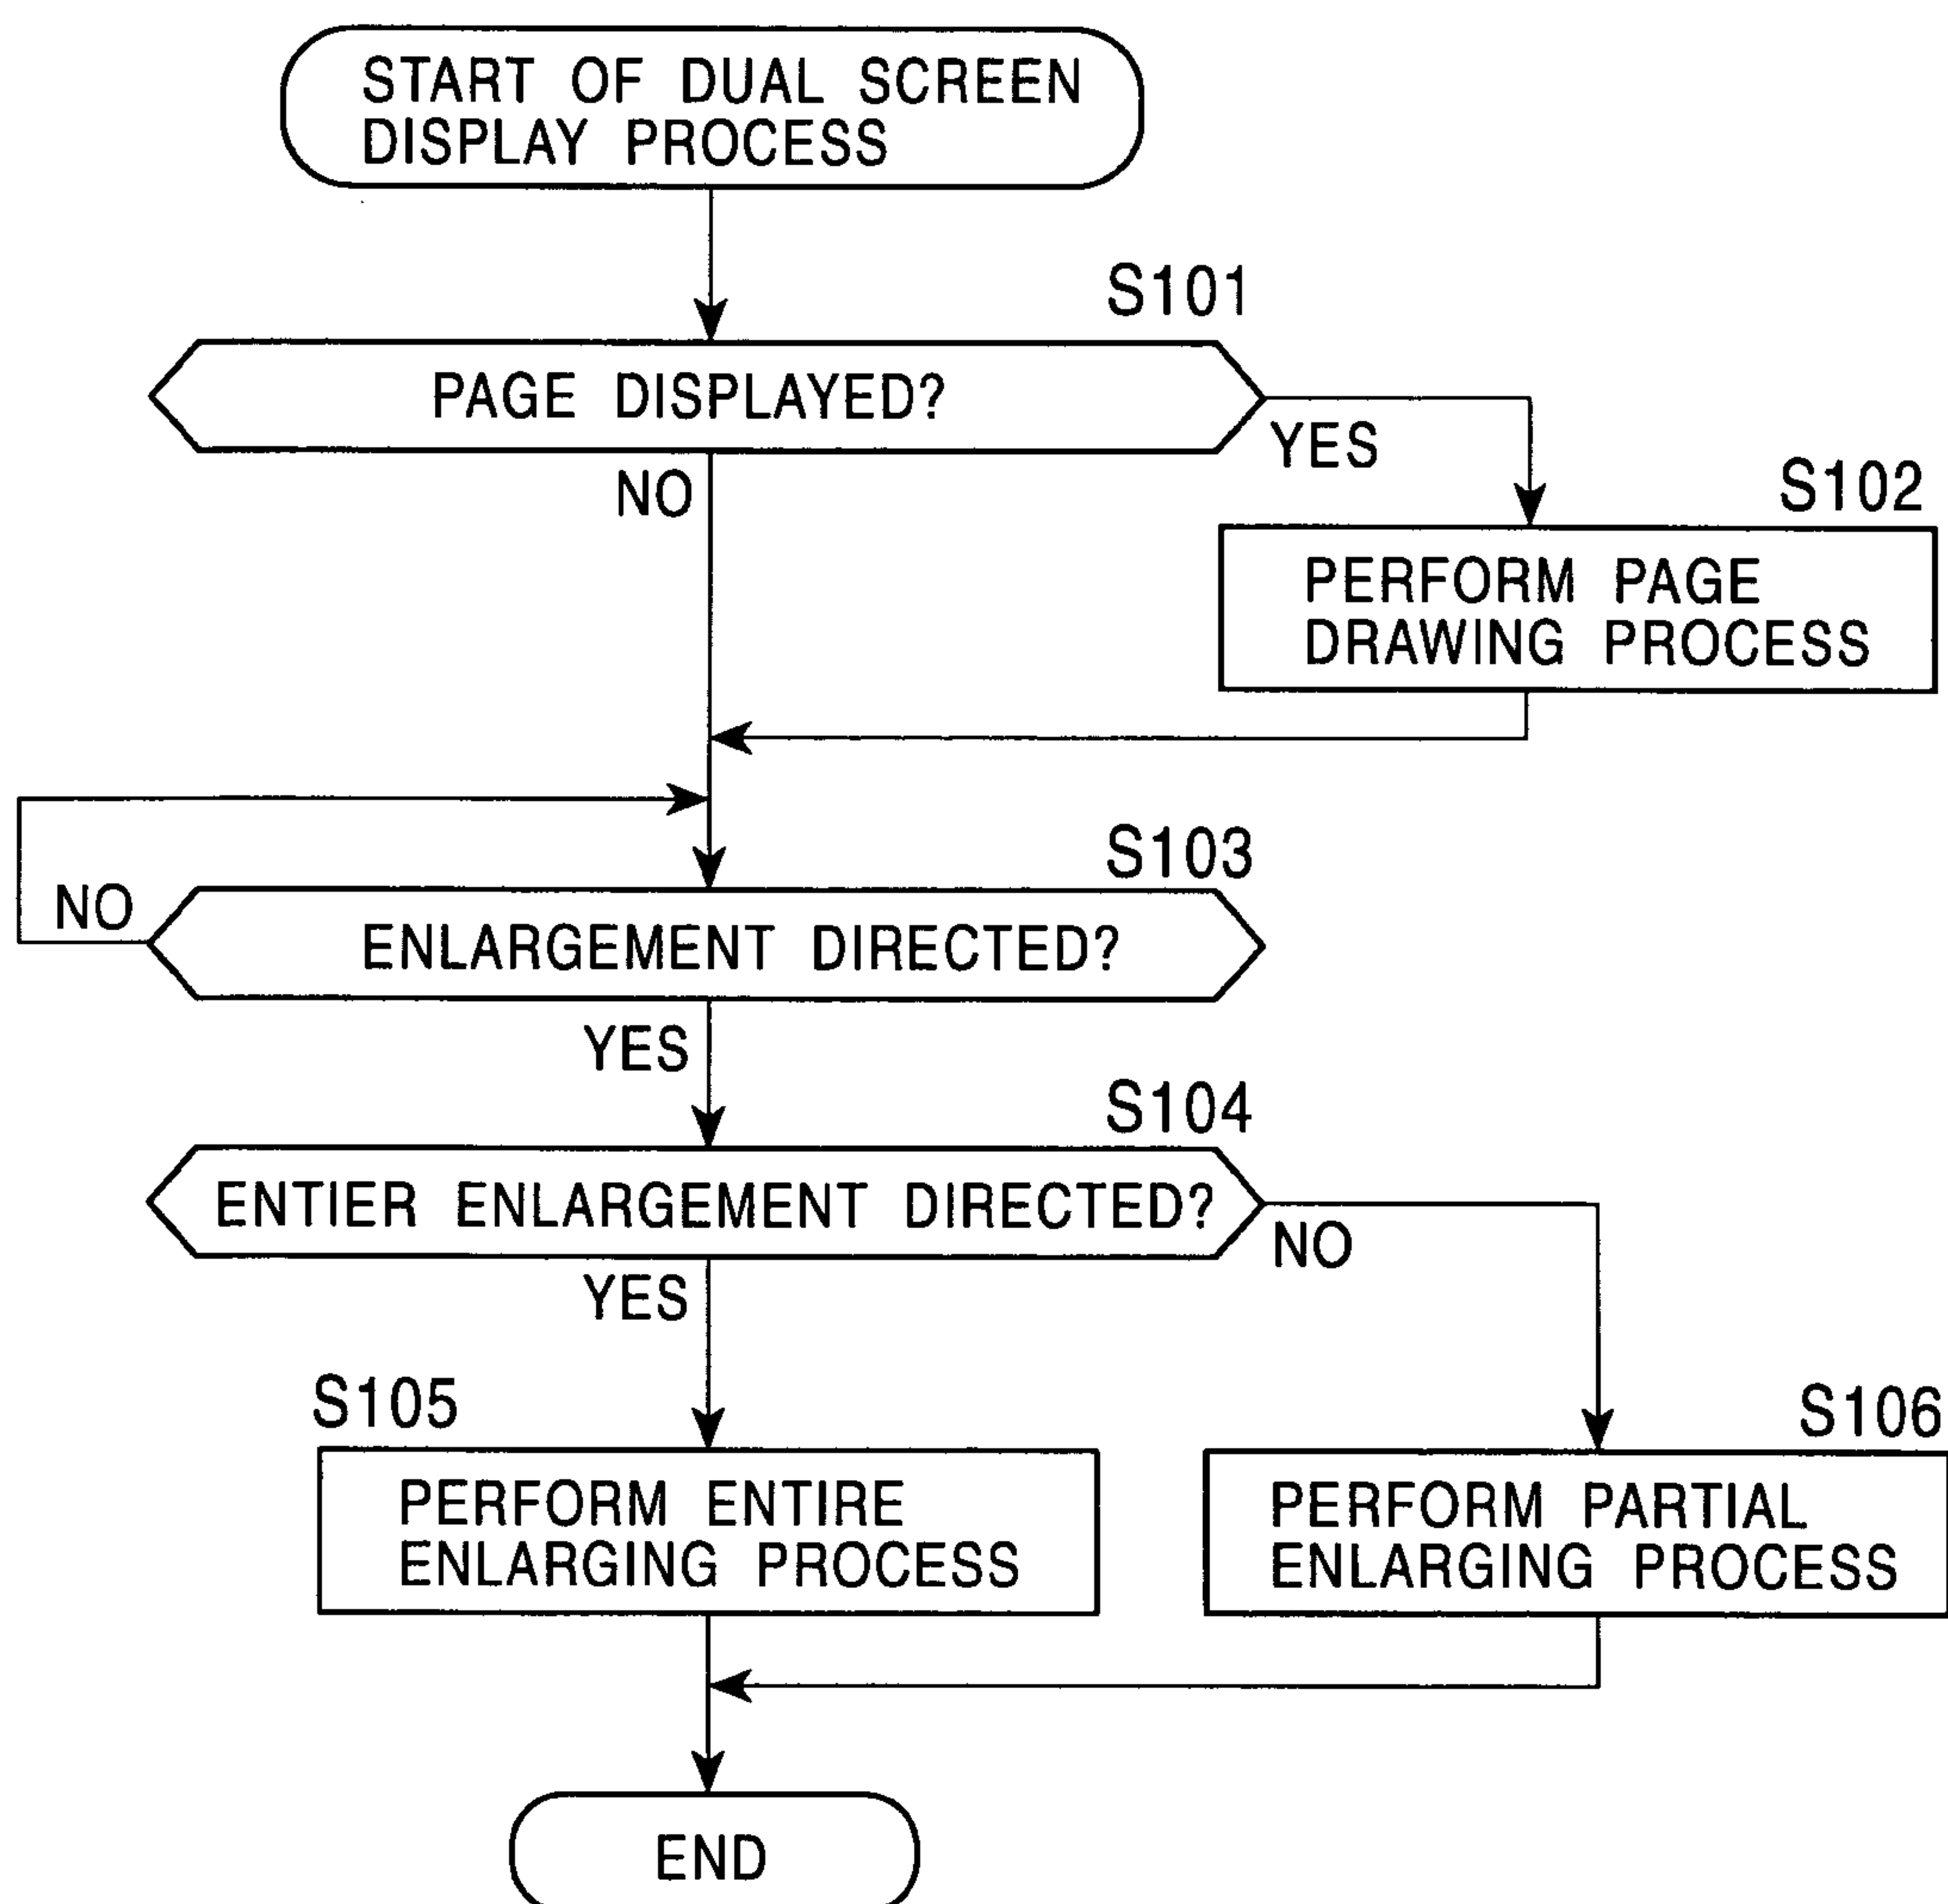 START OF DUAL SCREEN
DISPLAY PROCESS
S101
PAGE DISPLAYED?
YES
NO
S102
PERFORM PAGE
DRAWING PROCESS
S103
NO
ENLARGEMENT DIRECTED?
YES
S104
ENTIER ENLARGEMENT DIRECTED?
NO
YES
S105
PERFORM ENTIRE
ENLARGING PROCESS
S106
PERFORM PARTIAL
ENLARGING PROCESS
END